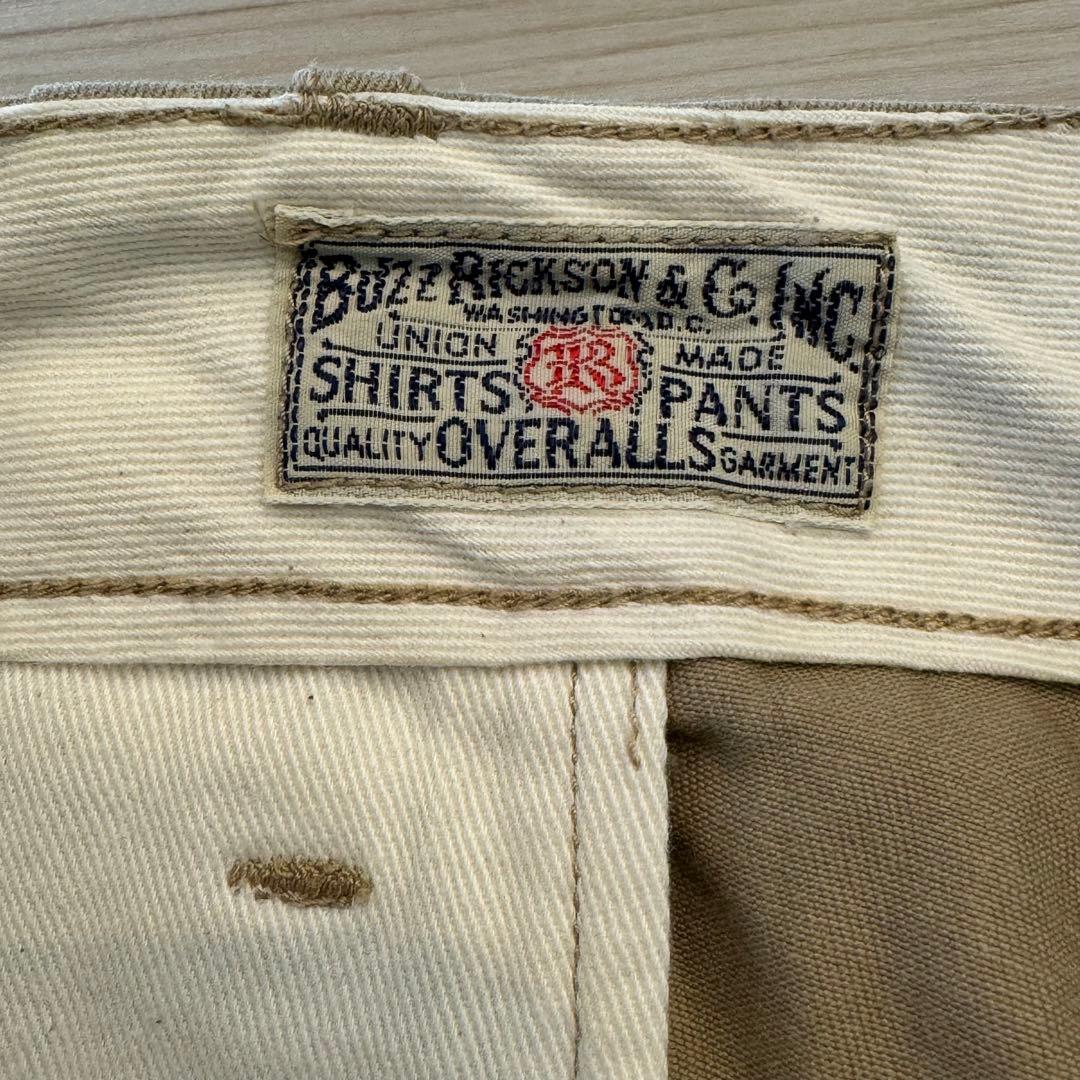 BUZZ RICKSON & Co. INC.
WASHINGTON D.C.
UNION MADE
R
SHIRTS PANTS
QUALITY OVERALLS GARMENT